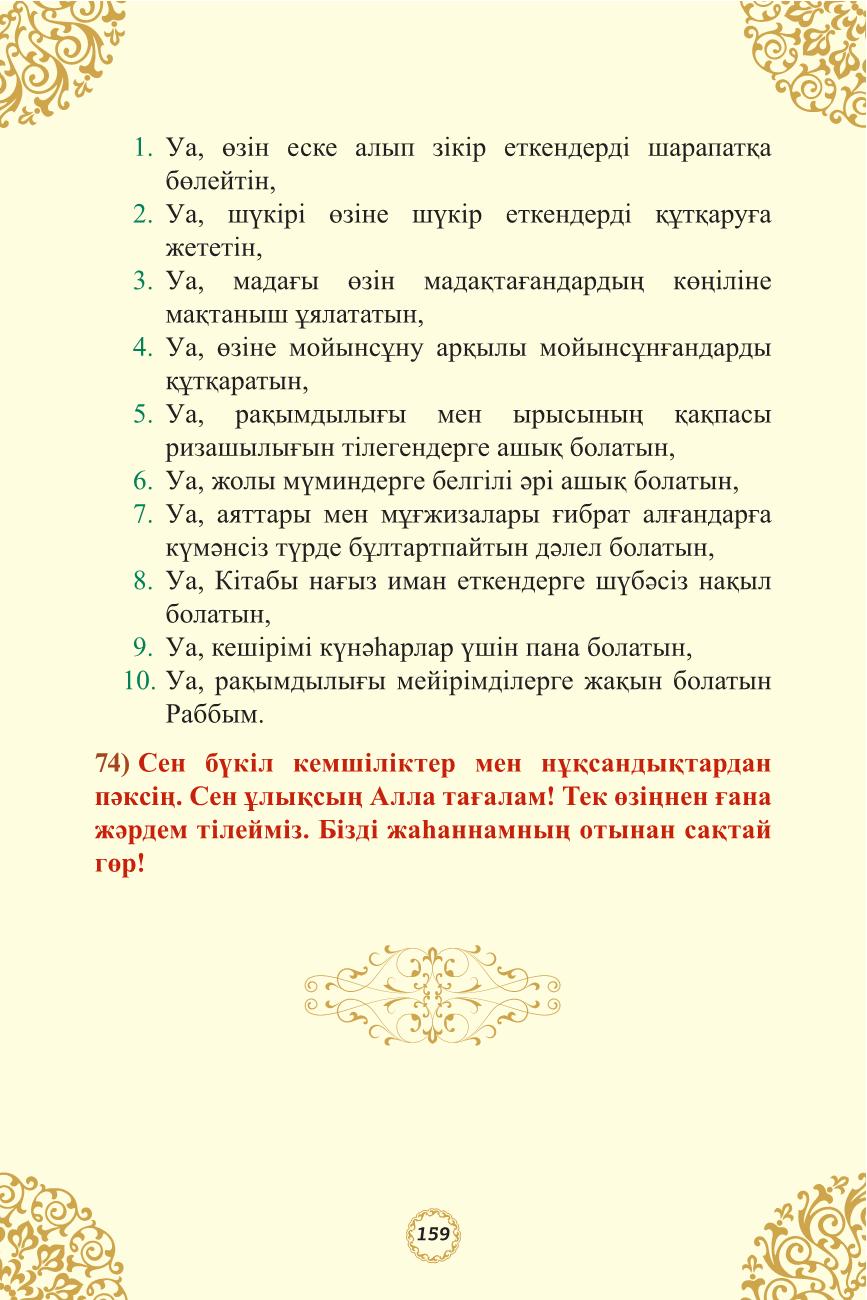 1. Уа, өзін еске алып зікір еткендерді шарапатқа
бөлейтін,
2. Уа, шүкірі өзіне шүкір еткендерді құтқаруға
жететін,
3. Уа, мадағы өзін мадақтағандардың көңіліне
мақтаныш ұялататын,
4. Уа, өзіне мойынсұну арқылы мойынсұнғандарды
құтқаратын,
5. Уа, рақымдылығы мен ырысының қақпасы
ризашылығын тілегендерге ашық болатын,
6. Уа, жолы мүминдерге белгілі әрі ашық болатын,
7. Уа, аяттары мен мұғжизалары ғибрат алғандарға
күмәнсіз түрде бұлтартпайтын дәлел болатын,
8. Уа, Кітабы нағыз иман еткендерге шүбәсіз нақыл
болатын,
9. Уа, кешірімі күнәһарлар үшін пана болатын,
10. Уа, рақымдылығы мейірімділерге жақын болатын
Раббым.
74) Сен бүкіл кемшіліктер мен нұқсандықтардан
пәксің. Сен ұлықсың Алла тағалам! Тек өзіңнен ғана
жәрдем тілейміз. Бізді жаһаннамның отынан сақтай
гөр!
159